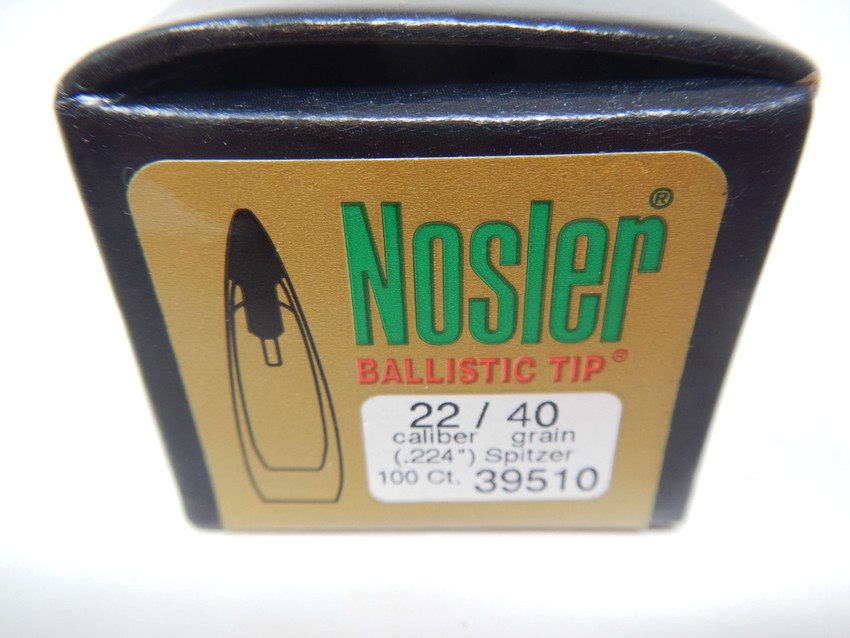 Nosler®
BALLISTIC TIP®
22 / 40
caliber grain
(.224") Spitzer
100 Ct. 39510